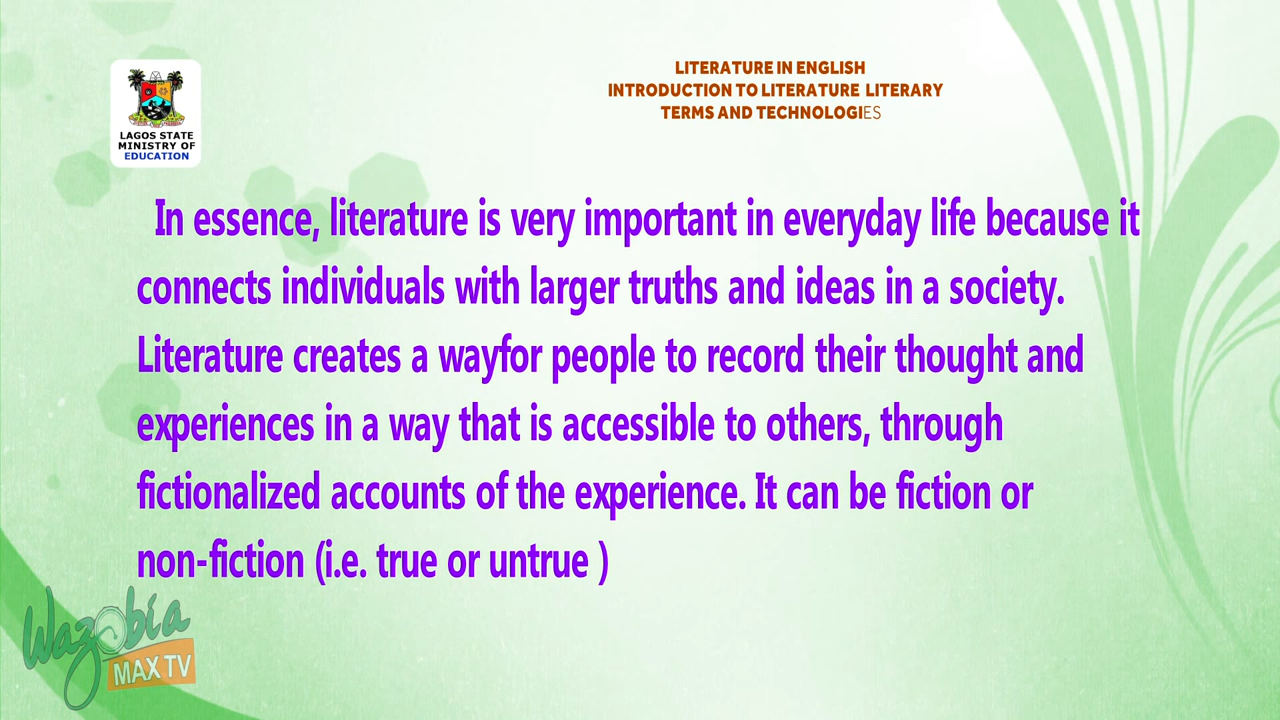 LAGOS STATE
MINISTRY OF
EDUCATION
LITERATURE IN ENGLISH
INTRODUCTION TO LITERATURE LITERARY
TERMS AND TECHNOLOGIES
In essence, literature is very important in everyday life because it
connects individuals with larger truths and ideas in a society.
Literature creates a wayfor people to record their thought and
experiences in a way that is accessible to others, through
fictionalized accounts of the experience. It can be fiction or
non-fiction (i.e. true or untrue )
Wazobia
MAX TV